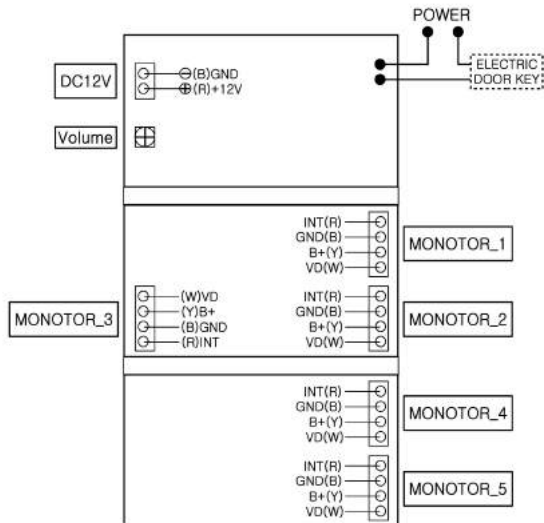 POWER
ELECTRIC
DOOR KEY
DC12V
⊖(B)GND
⊕(R)+12V
Volume
INT(R)
GND(B)
B+(Y)
VD(W)
MONOTOR_1
MONOTOR_3
(W)VD
(Y)B+
(B)GND
(R)INT
INT(R)
GND(B)
B+(Y)
VD(W)
MONOTOR_2
INT(R)
GND(B)
B+(Y)
VD(W)
MONOTOR_4
INT(R)
GND(B)
B+(Y)
VD(W)
MONOTOR_5